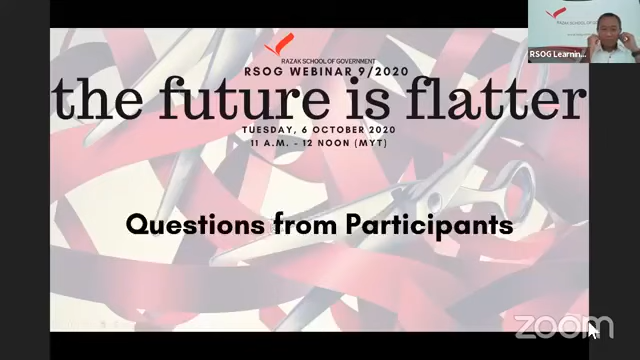 RAZAK SCHOOL OF GOVERNMENT
RSOG WEBINAR 9/2020
the future is flatter
TUESDAY, 6 OCTOBER 2020
11 A.M. - 12 NOON (MYT)
Questions from Participants
RSOG Learnin...
zoom